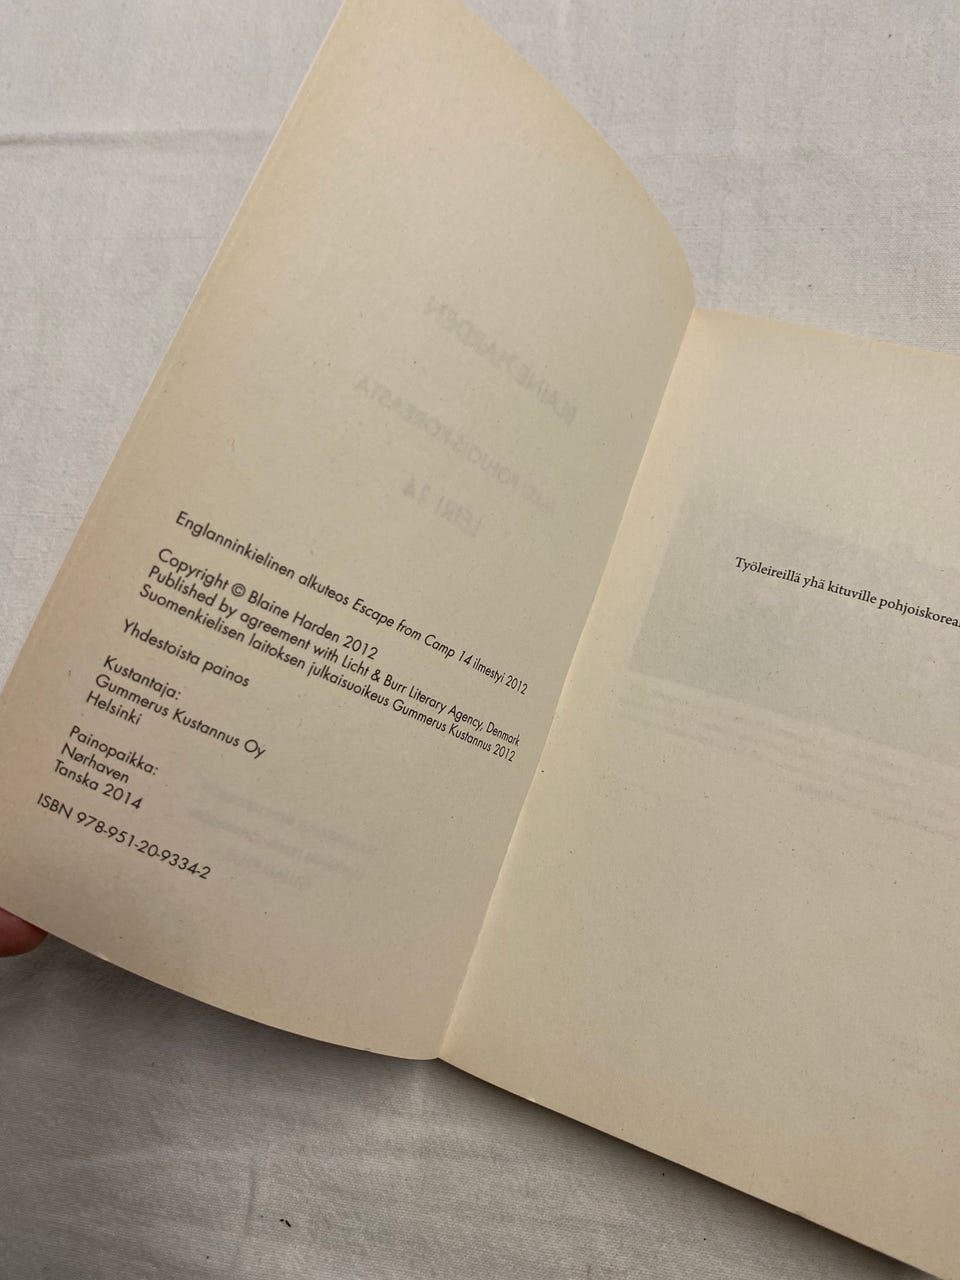 Englanninkielinen alkuteos Escape from Camp 14 ilmestyi 2012
Copyright © Blaine Harden 2012
Published by agreement with Licht & Burr Literary Agency, Denmark
Suomenkielisen laitoksen julkaisuoikeus Gummerus Kustannus 2012
Yhdestoista painos
Kustantaja:
Gummerus Kustannus Oy
Helsinki
Painopaikka:
Nørhaven
Tanska 2014
ISBN 978-951-20-9334-2
Työleireillä yhä kituville